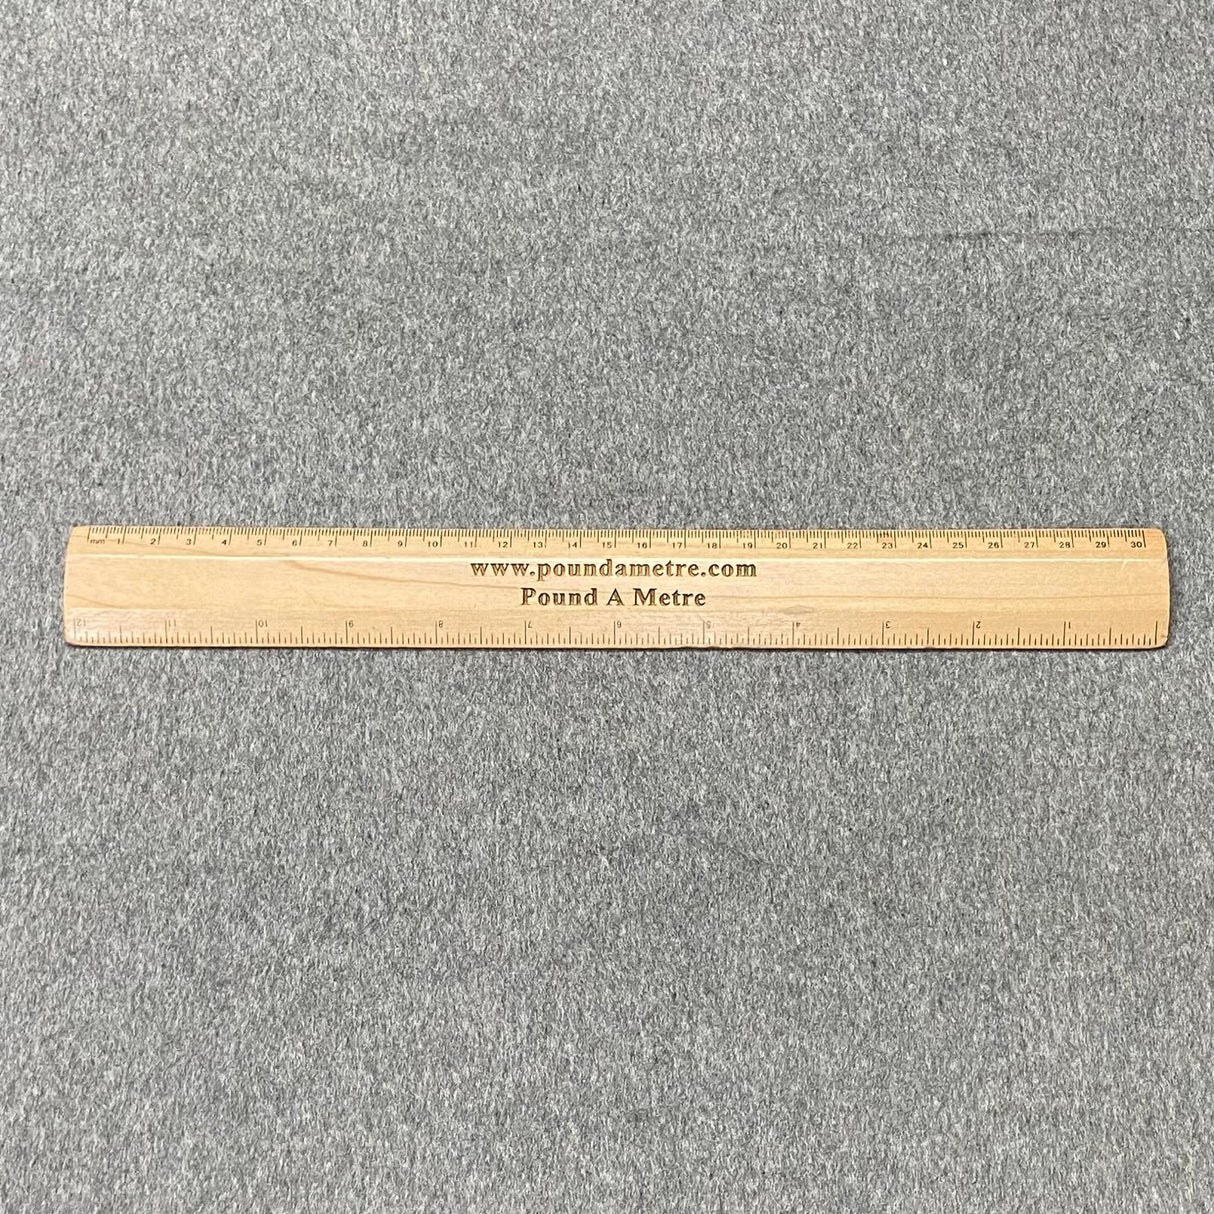 mm 1 2 3 4 5 6 7 8 9 10 11 12 13 14 15 16 17 18 19 20 21 22 23 24 25 26 27 28 29 30
www.poundametre.com
Pound A Metre
12 11 10 9 8 7 6 5 4 3 2 1